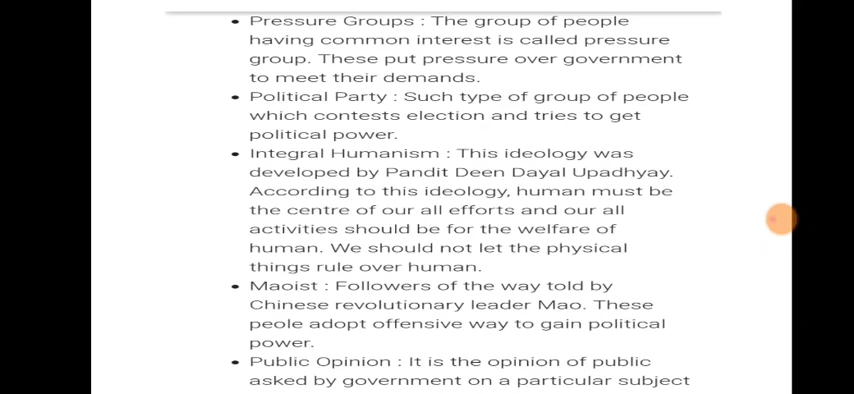 • Pressure Groups : The group of people
having common interest is called pressure
group. These put pressure over government
to meet their demands.
• Political Party : Such type of group of people
which contests election and tries to get
political power.
• Integral Humanism : This ideology was
developed by Pandit Deen Dayal Upadhyay.
According to this ideology, human must be
the centre of our all efforts and our all
activities should be for the welfare of
human. We should not let the physical
things rule over human.
• Maoist : Followers of the way told by
Chinese revolutionary leader Mao. These
peole adopt offensive way to gain political
power.
• Public Opinion : It is the opinion of public
asked by government on a particular subject